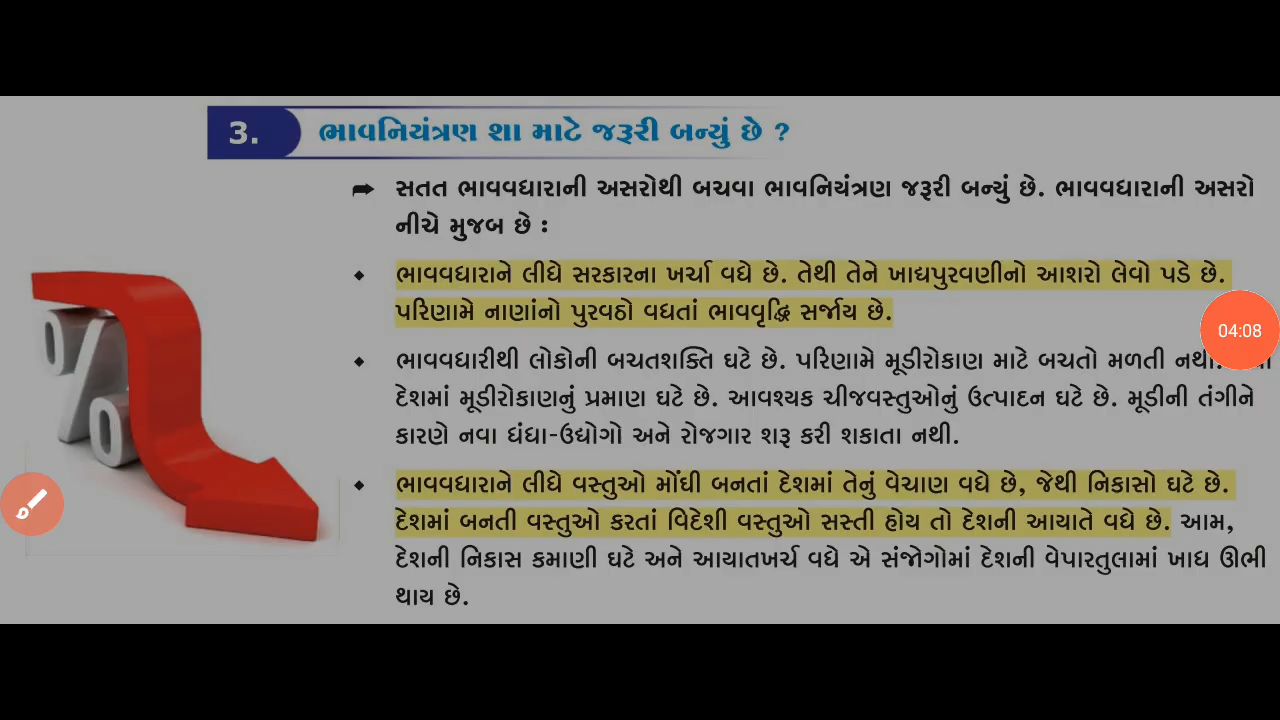 3. ભાવનિયંત્રણ શા માટે જરૂરી બન્યું છે ?
➦ સતત ભાવવધારાની અસરોથી બચવા ભાવનિયંત્રણ જરૂરી બન્યું છે. ભાવવધારાની અસરો
નીચે મુજબ છે :
◆ ભાવવધારાને લીધે સરકારના ખર્ચા વધે છે. તેથી તેને ખાદ્યપુરવણીનો આશરો લેવો પડે છે.
પરિણામે નાણાંનો પુરવઠો વધતાં ભાવવૃદ્ધિ સર્જાય છે.
04:08
◆ ભાવવધારીથી લોકોની બચતશક્તિ ઘટે છે. પરિણામે મૂડીરોકાણ માટે બચતો મળતી નથી.
દેશમાં મૂડીરોકાણનું પ્રમાણ ઘટે છે. આવશ્યક ચીજવસ્તુઓનું ઉત્પાદન ઘટે છે. મૂડીની તંગીને
કારણે નવા ધંધા-ઉદ્યોગો અને રોજગાર શરૂ કરી શકાતા નથી.
◆ ભાવવધારાને લીધે વસ્તુઓ મોંઘી બનતાં દેશમાં તેનું વેચાણ વધે છે, જેથી નિકાસો ઘટે છે.
દેશમાં બનતી વસ્તુઓ કરતાં વિદેશી વસ્તુઓ સસ્તી હોય તો દેશની આયાતે વધે છે. આમ,
દેશની નિકાસ કમાણી ઘટે અને આયાતખર્ચ વધે એ સંજોગોમાં દેશની વેપારતુલામાં ખાધ ઊભી
થાય છે.
%